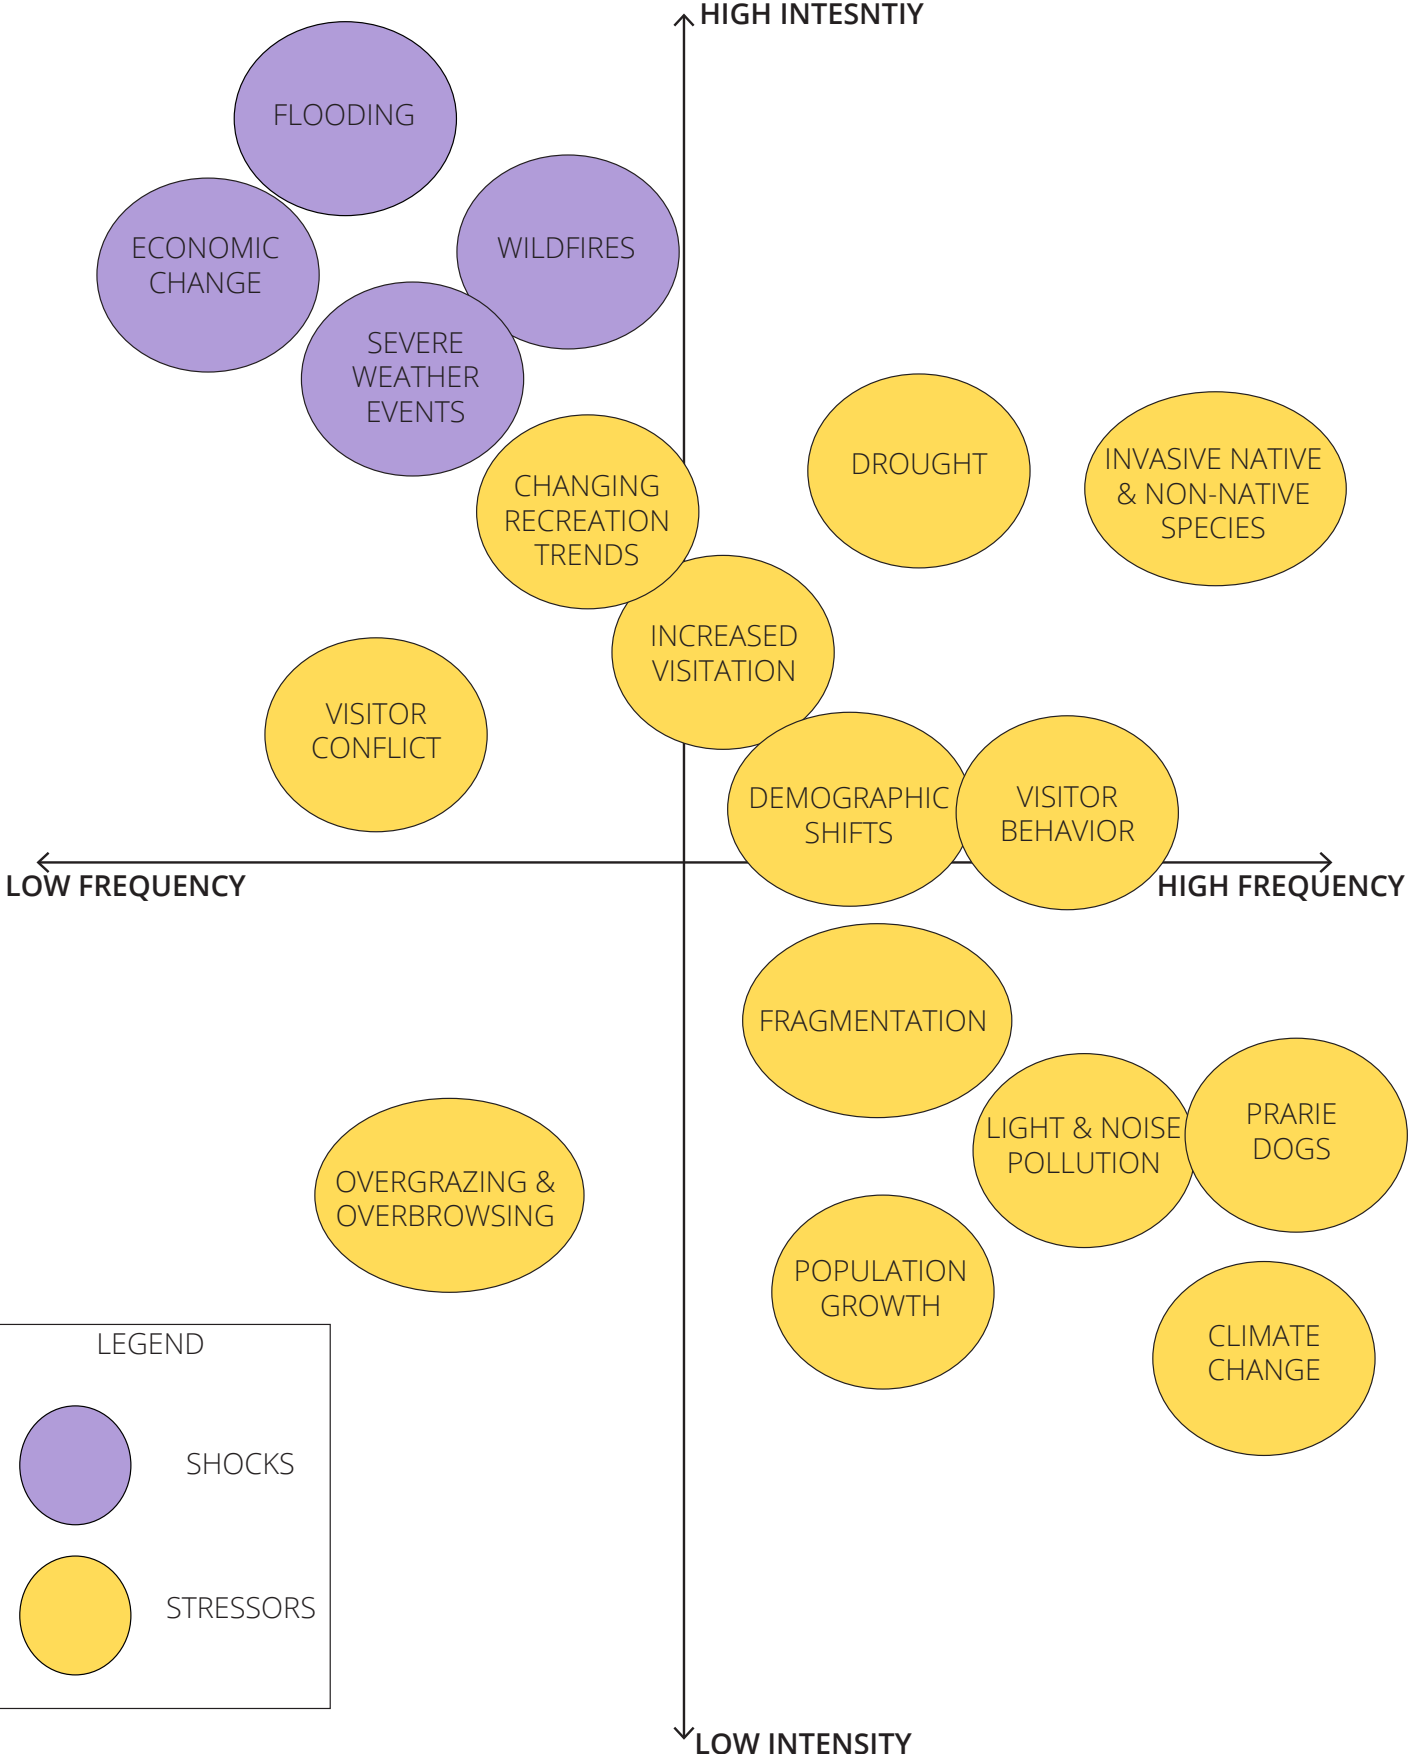 HIGH INTESNTIY
FLOODING
ECONOMIC
CHANGE
WILDFIRES
SEVERE
WEATHER
EVENTS
CHANGING
RECREATION
TRENDS
DROUGHT
INVASIVE NATIVE
& NON-NATIVE
SPECIES
INCREASED
VISITATION
VISITOR
CONFLICT
DEMOGRAPHIC
SHIFTS
VISITOR
BEHAVIOR
LOW FREQUENCY
HIGH FREQUENCY
FRAGMENTATION
LIGHT & NOISE
POLLUTION
PRARIE
DOGS
OVERGRAZING &
OVERBROWSING
POPULATION
GROWTH
CLIMATE
CHANGE
LEGEND
SHOCKS
STRESSORS
LOW INTENSITY